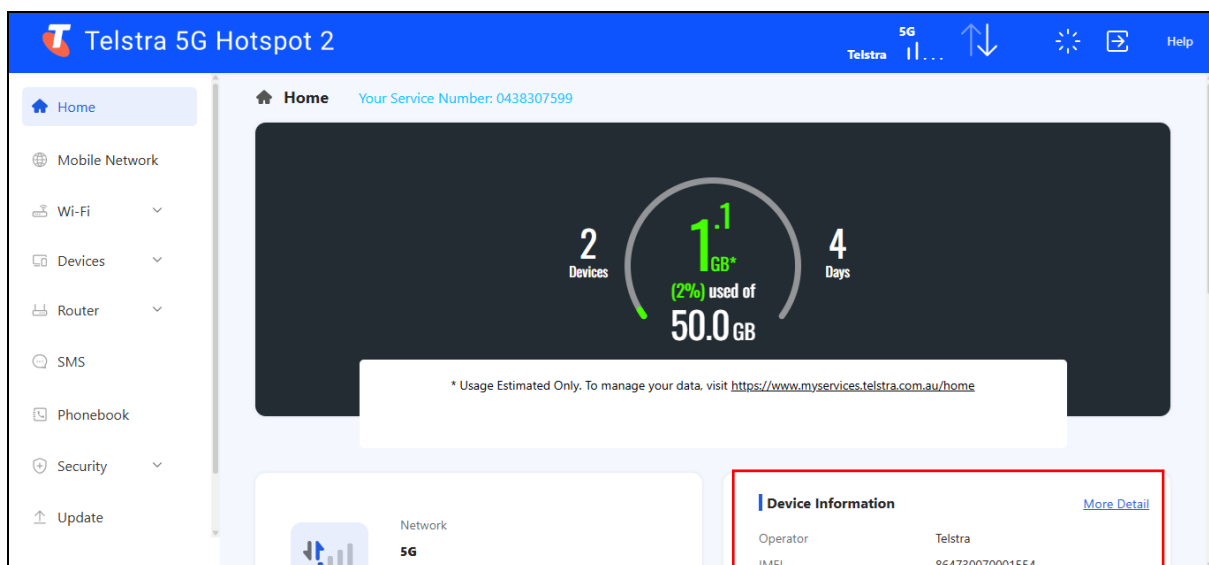 Telstra 5G Hotspot 2
5G
Telstra
Help
Home
Mobile Network
Wi-Fi
Devices
Router
SMS
Phonebook
Security
Update
Home Your Service Number: 0438307599
2
Devices
1.1
GB*
(2%) used of
50.0 GB
4
Days
* Usage Estimated Only. To manage your data, visit https://www.myservices.telstra.com.au/home
Network
5G
Device Information More Detail
Operator Telstra
IMEI 864730070001554